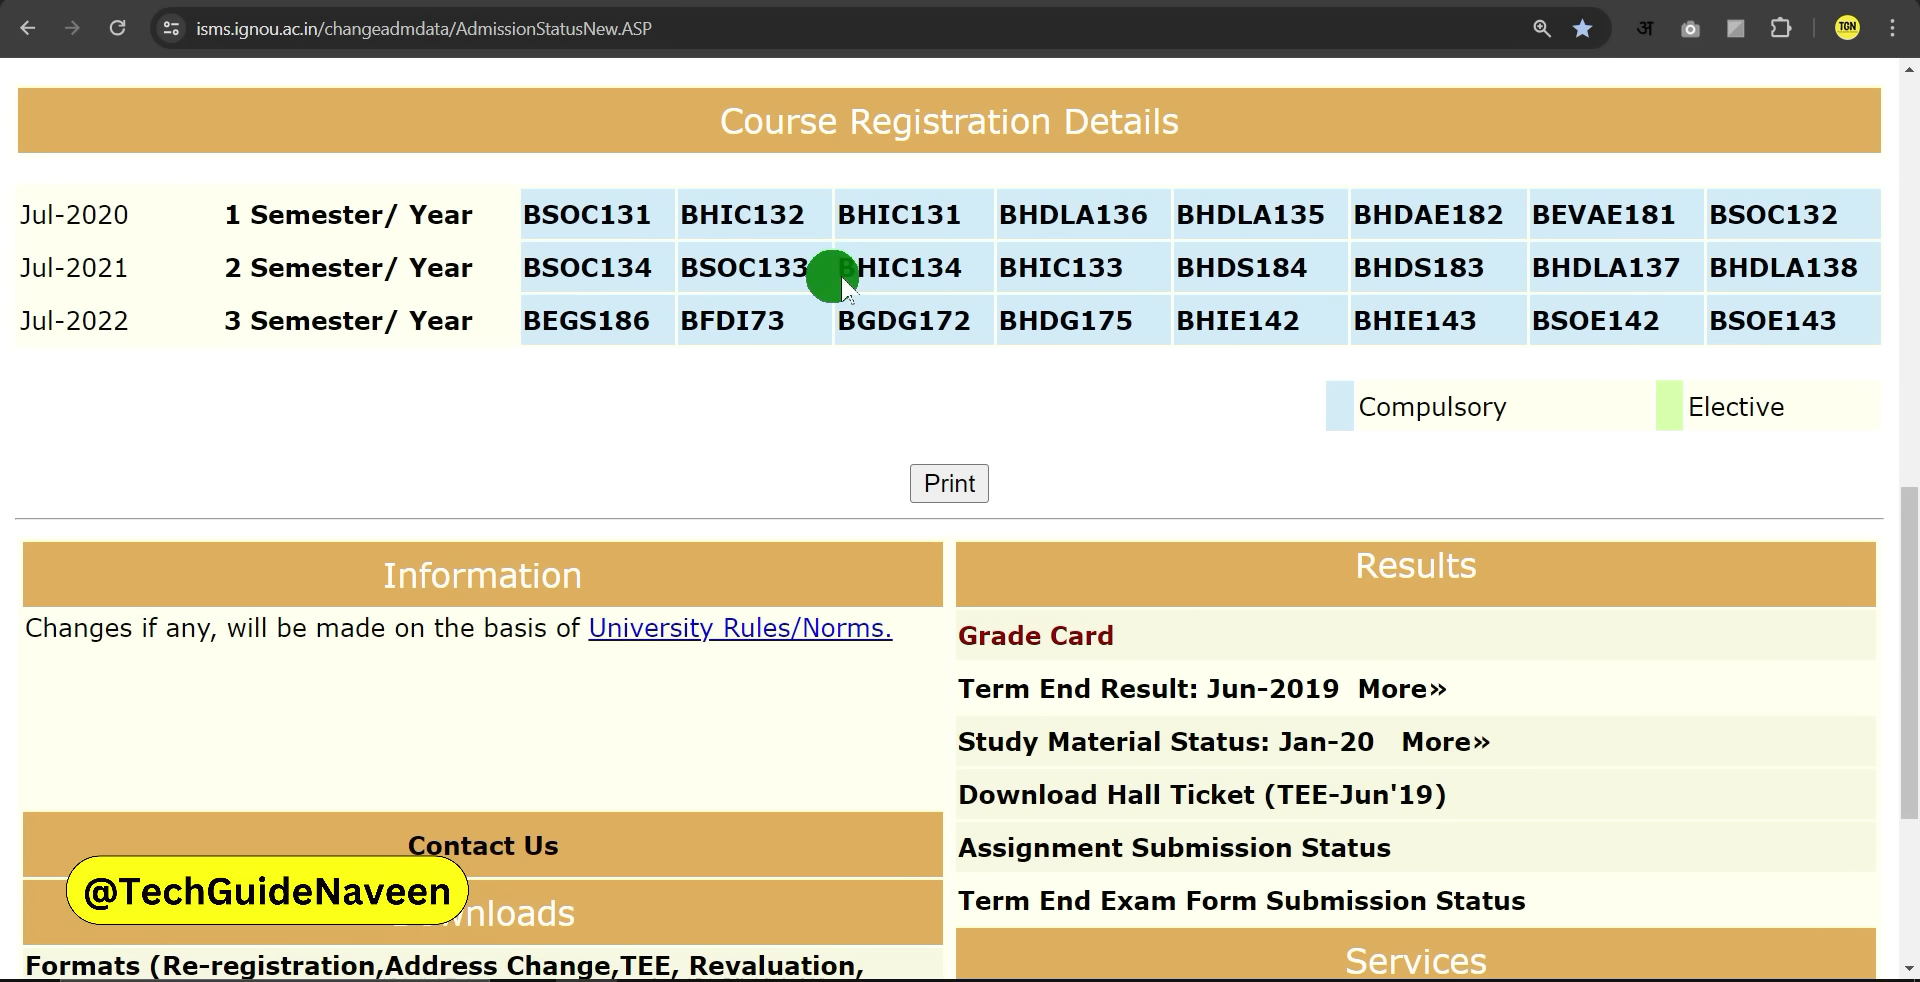 isms.ignou.ac.in/changeadmdata/AdmissionStatusNew.ASP
अ
TGN
Course Registration Details
Jul-2020 1 Semester/ Year BSOC131 BHIC132 BHIC131 BHDLA136 BHDLA135 BHDAE182 BEVAE181 BSOC132
Jul-2021 2 Semester/ Year BSOC134 BSOC133 BHIC134 BHIC133 BHDS184 BHDS183 BHDLA137 BHDLA138
Jul-2022 3 Semester/ Year BEGS186 BFDI73 BGDG172 BHDG175 BHIE142 BHIE143 BSOE142 BSOE143
Compulsory Elective
Print
Information
Changes if any, will be made on the basis of University Rules/Norms.
Contact Us
@TechGuideNaveen
Formats (Re-registration,Address Change,TEE, Revaluation,
Results
Grade Card
Term End Result: Jun-2019 More»
Study Material Status: Jan-20 More»
Download Hall Ticket (TEE-Jun'19)
Assignment Submission Status
Term End Exam Form Submission Status
Services